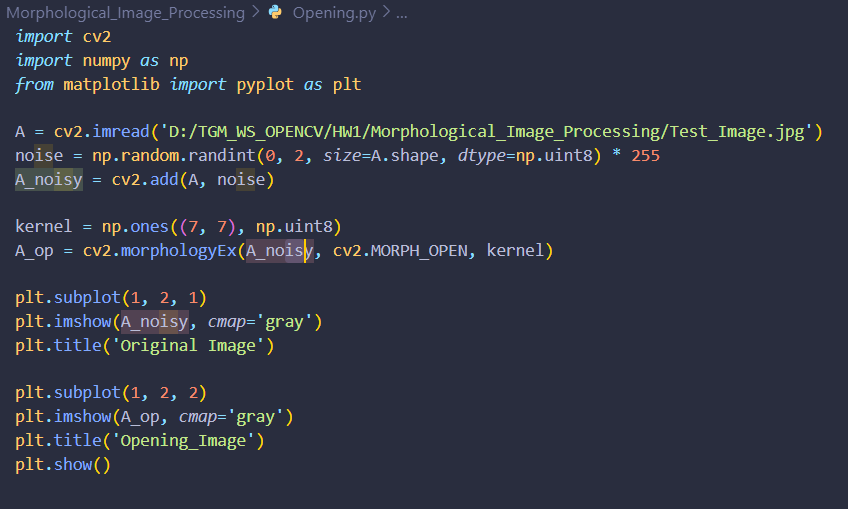 Morphological_Image_Processing > Opening.py > ...
import cv2
import numpy as np
from matplotlib import pyplot as plt
A = cv2.imread('D:/TGM_WS_OPENCV/HW1/Morphological_Image_Processing/Test_Image.jpg')
noise = np.random.randint(0, 2, size=A.shape, dtype=np.uint8) * 255
A_noisy = cv2.add(A, noise)
kernel = np.ones((7, 7), np.uint8)
A_op = cv2.morphologyEx(A_noisy, cv2.MORPH_OPEN, kernel)
plt.subplot(1, 2, 1)
plt.imshow(A_noisy, cmap='gray')
plt.title('Original Image')
plt.subplot(1, 2, 2)
plt.imshow(A_op, cmap='gray')
plt.title('Opening_Image')
plt.show()